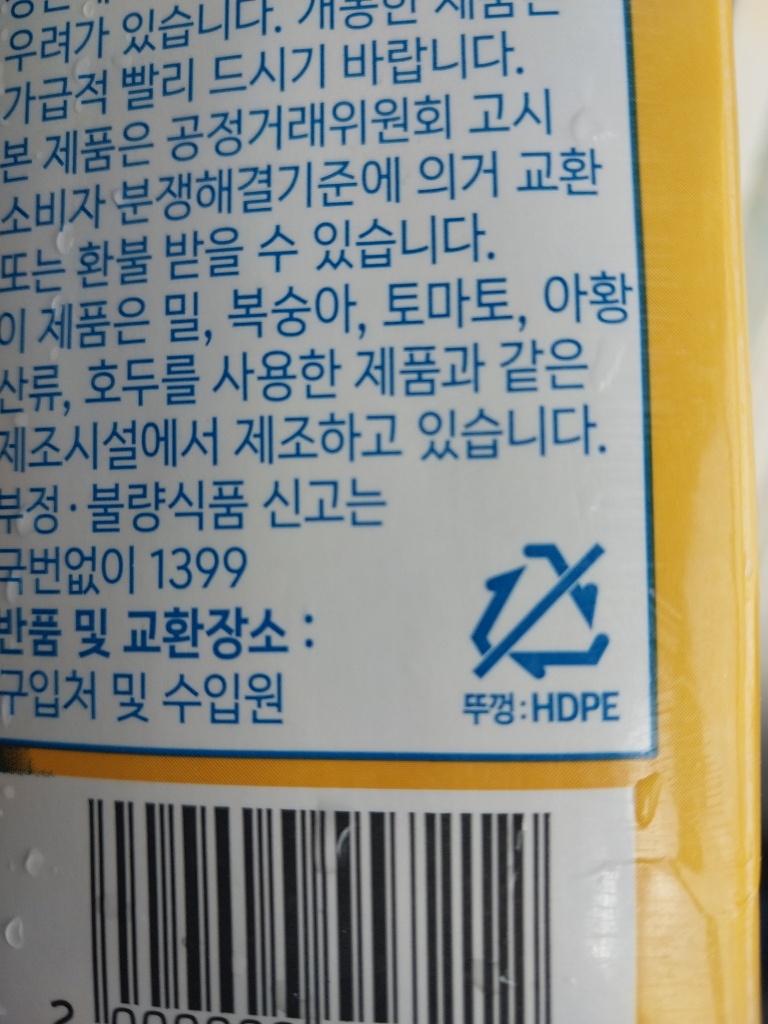 우려가 있습니다. 개봉한 제품은
가급적 빨리 드시기 바랍니다.
본 제품은 공정거래위원회 고시
소비자 분쟁해결기준에 의거 교환
또는 환불 받을 수 있습니다.
이 제품은 밀, 복숭아, 토마토, 아황
산류, 호두를 사용한 제품과 같은
제조시설에서 제조하고 있습니다.
부정·불량식품 신고는
국번없이 1399
반품 및 교환장소 :
구입처 및 수입원
뚜껑:HDPE